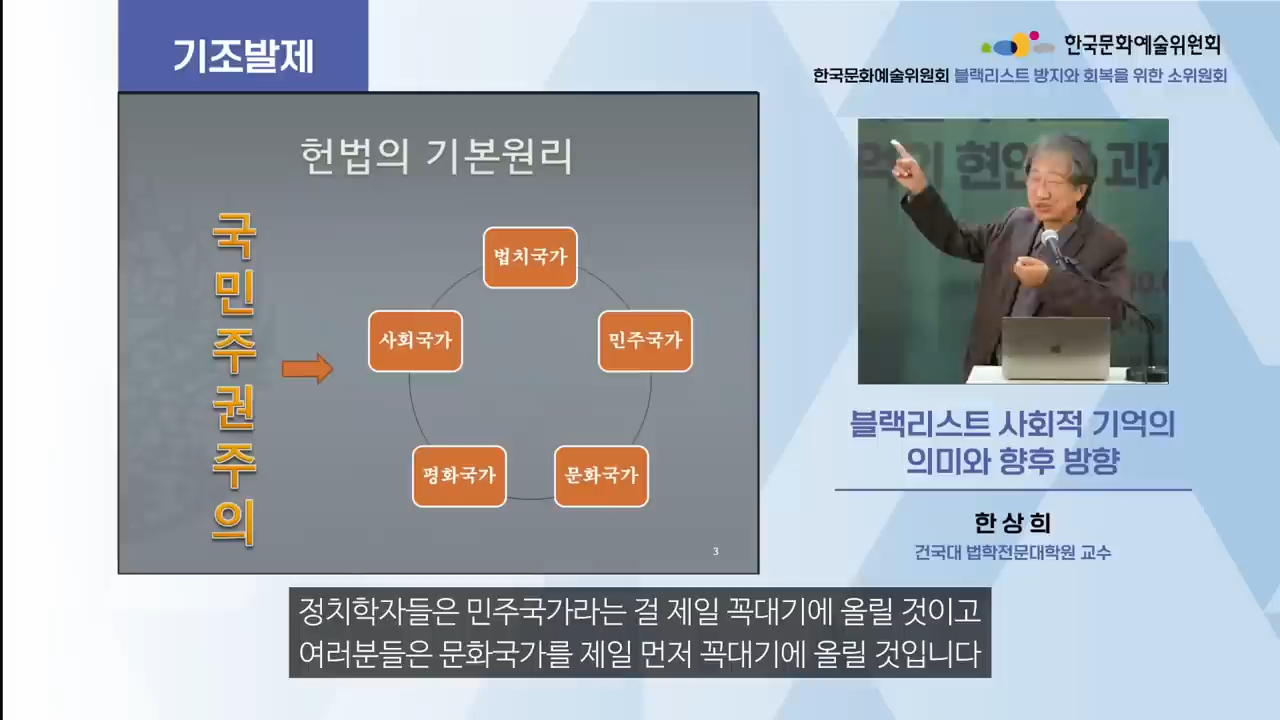 기조발제
한국문화예술위원회
한국문화예술위원회 블랙리스트 방지와 회복을 위한 소위원회
헌법의 기본원리
국민주권주의
법치국가
사회국가
민주국가
평화국가
문화국가
3
억의 현안과 과제
블랙리스트 사회적 기억의
의미와 향후 방향
한상희
건국대 법학전문대학원 교수
정치학자들은 민주국가라는 걸 제일 꼭대기에 올릴 것이고
여러분들은 문화국가를 제일 먼저 꼭대기에 올릴 것입니다